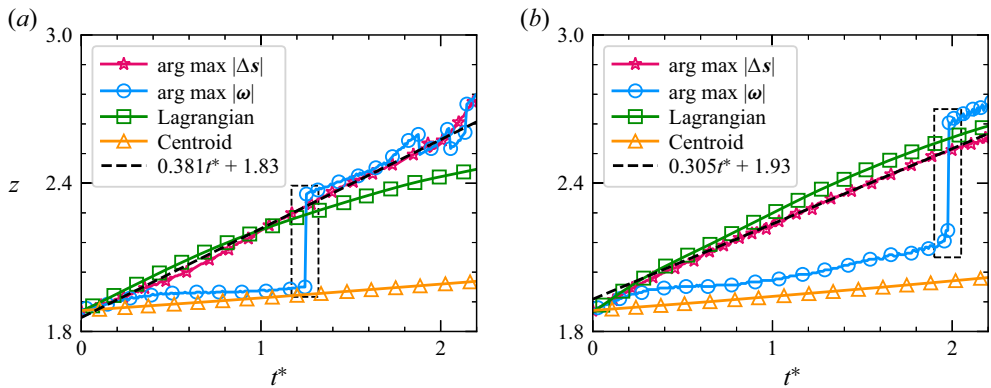 (a)
3.0
2.4
1.8
z
arg max |Δs|
arg max |ω|
Lagrangian
Centroid
0.381t* + 1.83
0
1
2
t*
(b)
3.0
2.4
1.8
arg max |Δs|
arg max |ω|
Lagrangian
Centroid
0.305t* + 1.93
0
1
2
t*